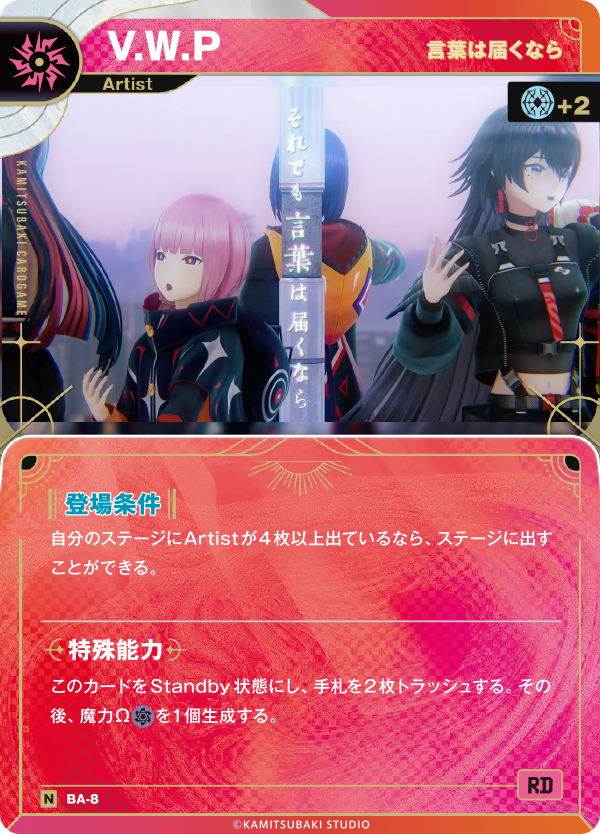 V.W.P
言葉は届くなら
Artist
+2
KAMITSUBAKI CARDGAME
それでも言葉は届くなら
登場条件
自分のステージにArtistが4枚以上出ているなら、ステージに出す
ことができる。
特殊能力
このカードをStandby状態にし、手札を2枚トラッシュする。その
後、魔力Ωを1個生成する。
N BA-8
RD
©KAMITSUBAKI STUDIO